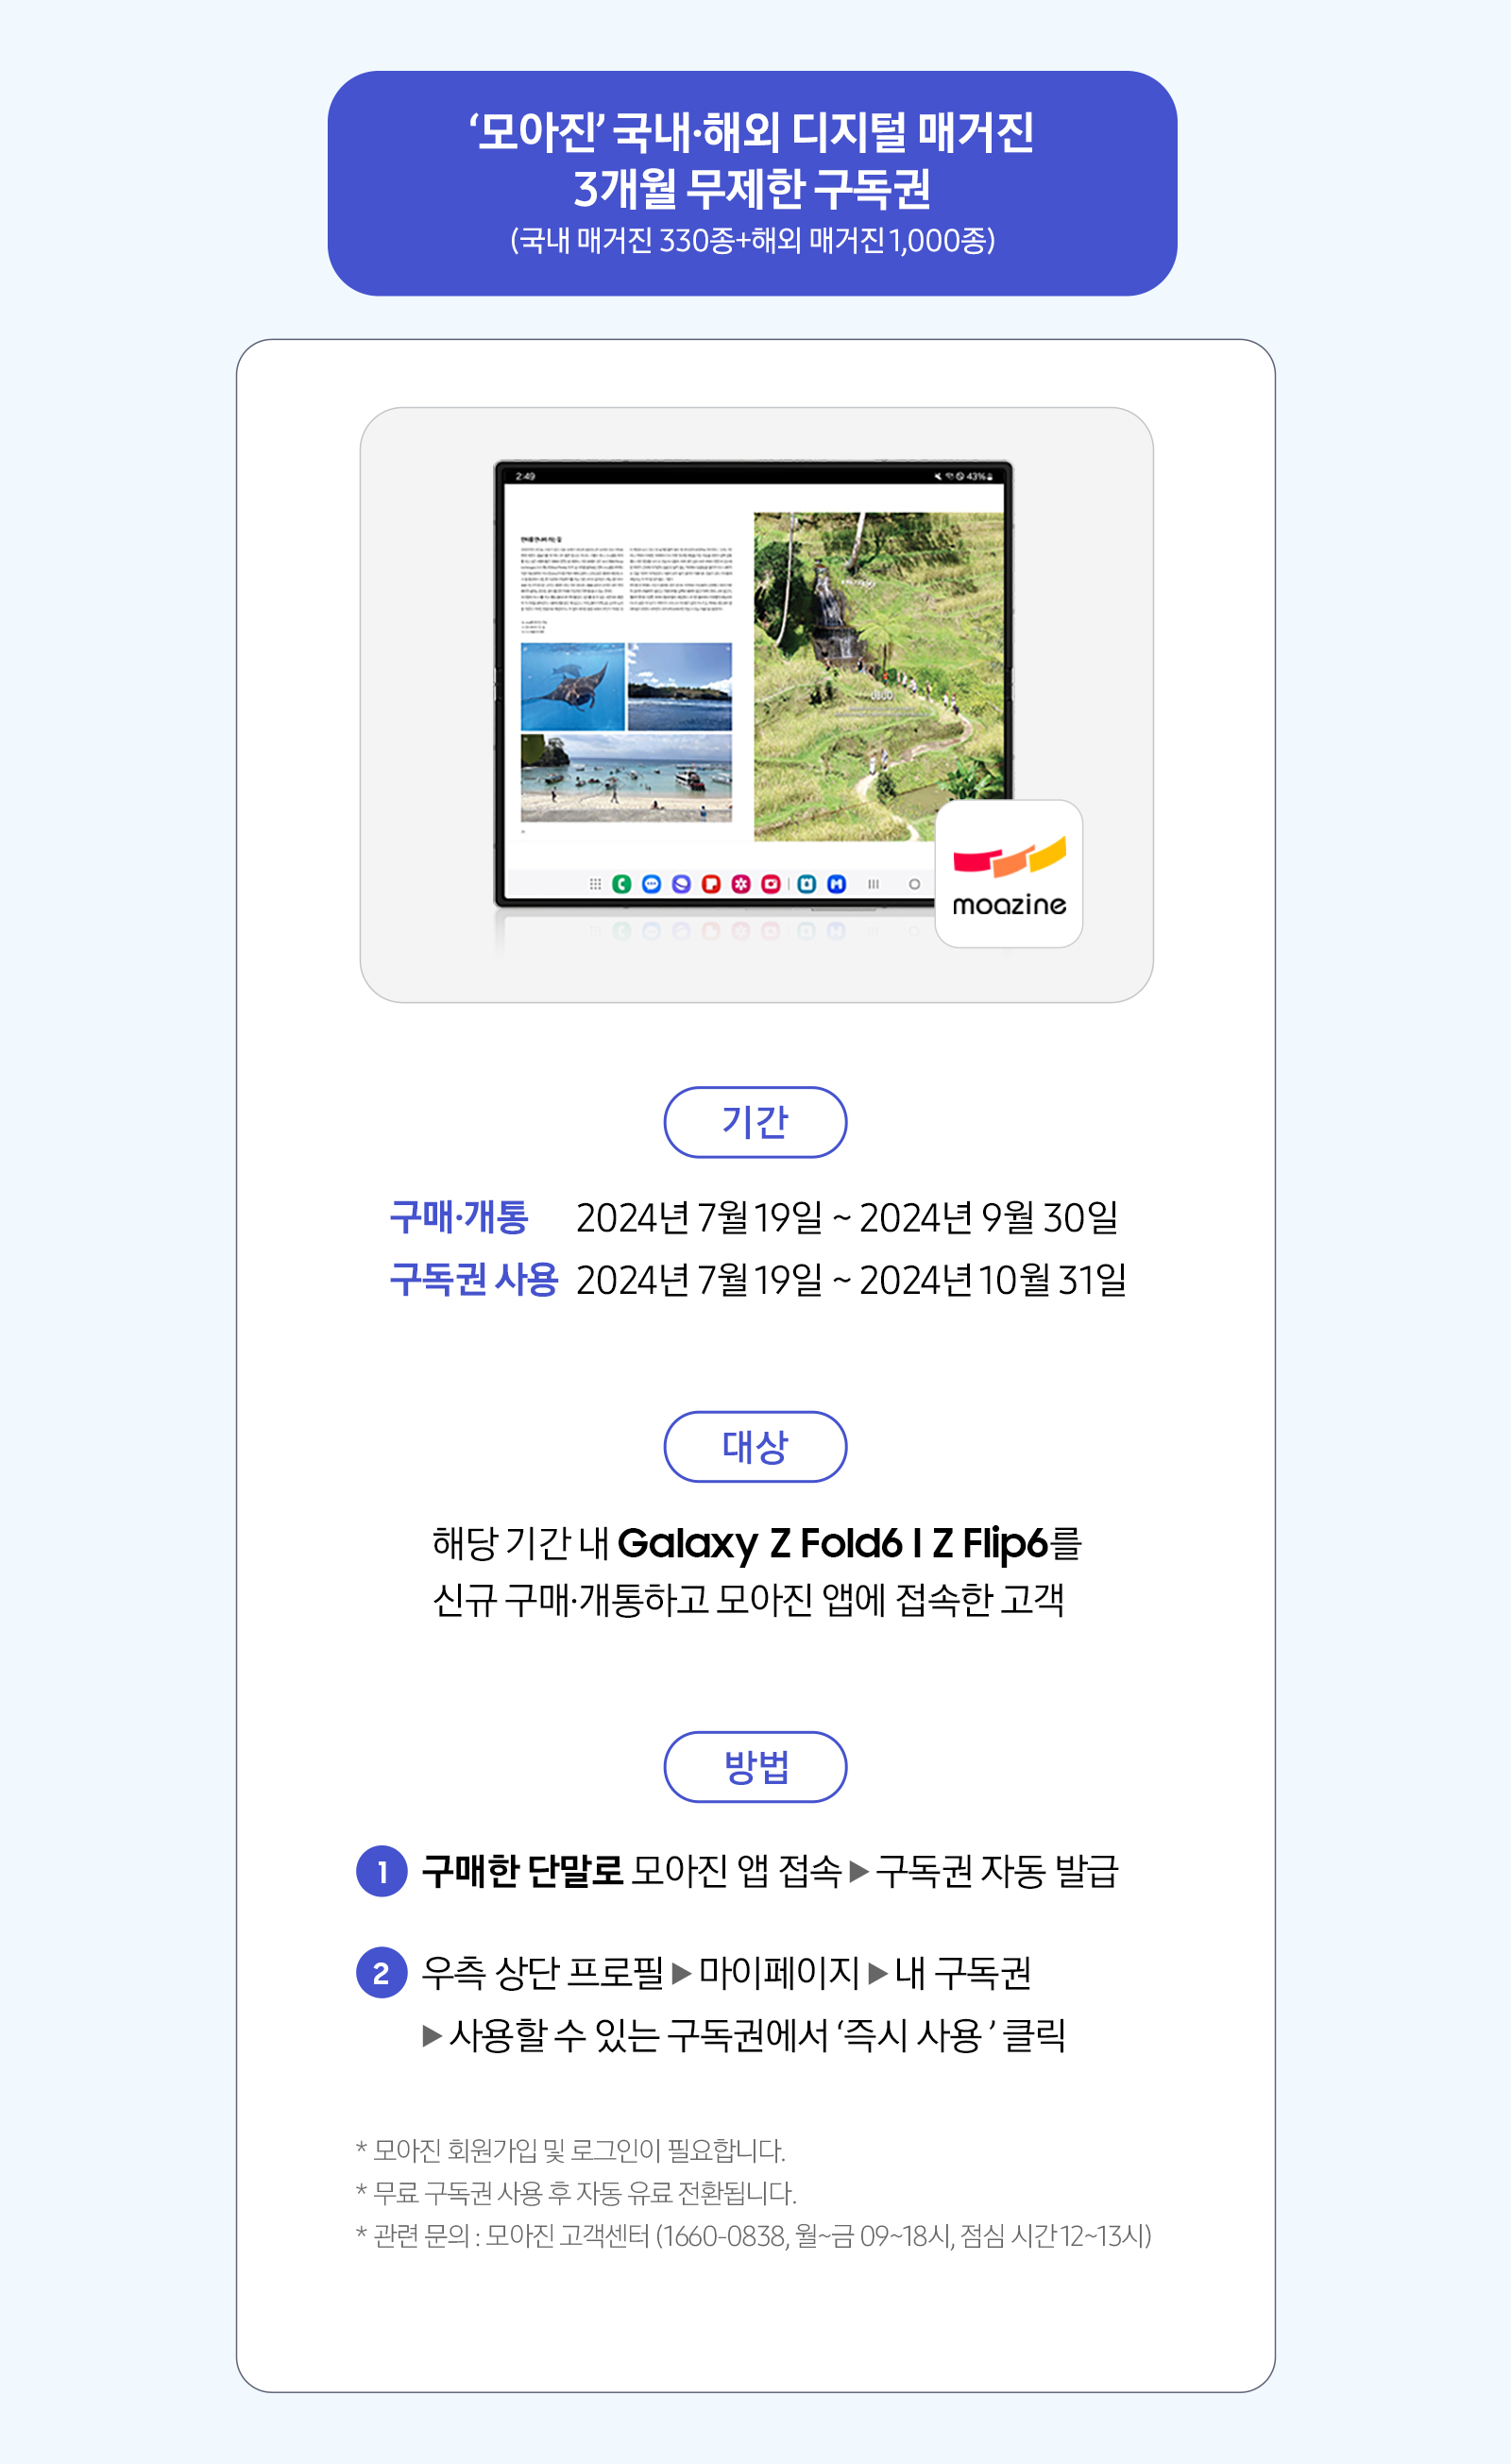 ‘모아진’ 국내·해외 디지털 매거진
3개월 무제한 구독권
(국내 매거진 330종+해외 매거진 1,000종)
2:49
43%
moazine
기간
구매·개통 2024년 7월 19일 ~ 2024년 9월 30일
구독권 사용 2024년 7월 19일 ~ 2024년 10월 31일
대상
해당 기간 내 Galaxy Z Fold6 I Z Flip6를
신규 구매·개통하고 모아진 앱에 접속한 고객
방법
1 구매한 단말로 모아진 앱 접속 ▶ 구독권 자동 발급
2 우측 상단 프로필 ▶ 마이페이지 ▶ 내 구독권
▶ 사용할 수 있는 구독권에서 ‘즉시 사용 ’ 클릭
* 모아진 회원가입 및 로그인이 필요합니다.
* 무료 구독권 사용 후 자동 유료 전환됩니다.
* 관련 문의 : 모아진 고객센터 (1660-0838, 월~금 09~18시, 점심 시간 12~13시)